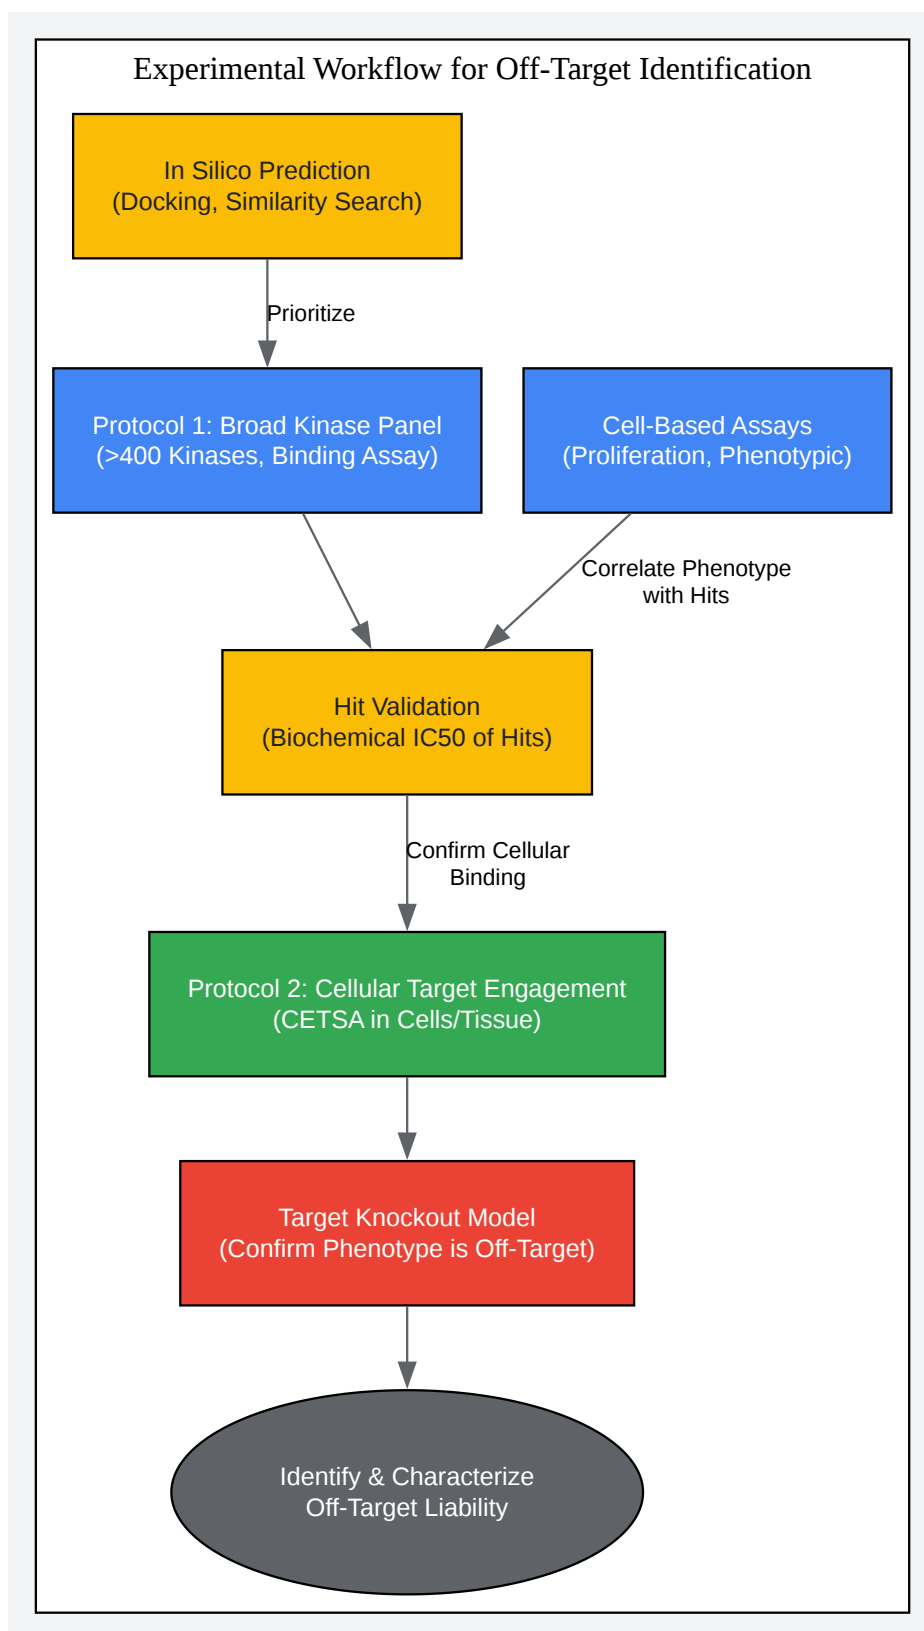 Experimental Workflow for Off-Target Identification
In Silico Prediction
(Docking, Similarity Search)
Prioritize
Protocol 1: Broad Kinase Panel
(>400 Kinases, Binding Assay)
Cell-Based Assays
(Proliferation, Phenotypic)
Correlate Phenotype
with Hits
Hit Validation
(Biochemical IC50 of Hits)
Confirm Cellular
Binding
Protocol 2: Cellular Target Engagement
(CETSA in Cells/Tissue)
Target Knockout Model
(Confirm Phenotype is Off-Target)
Identify & Characterize
Off-Target Liability